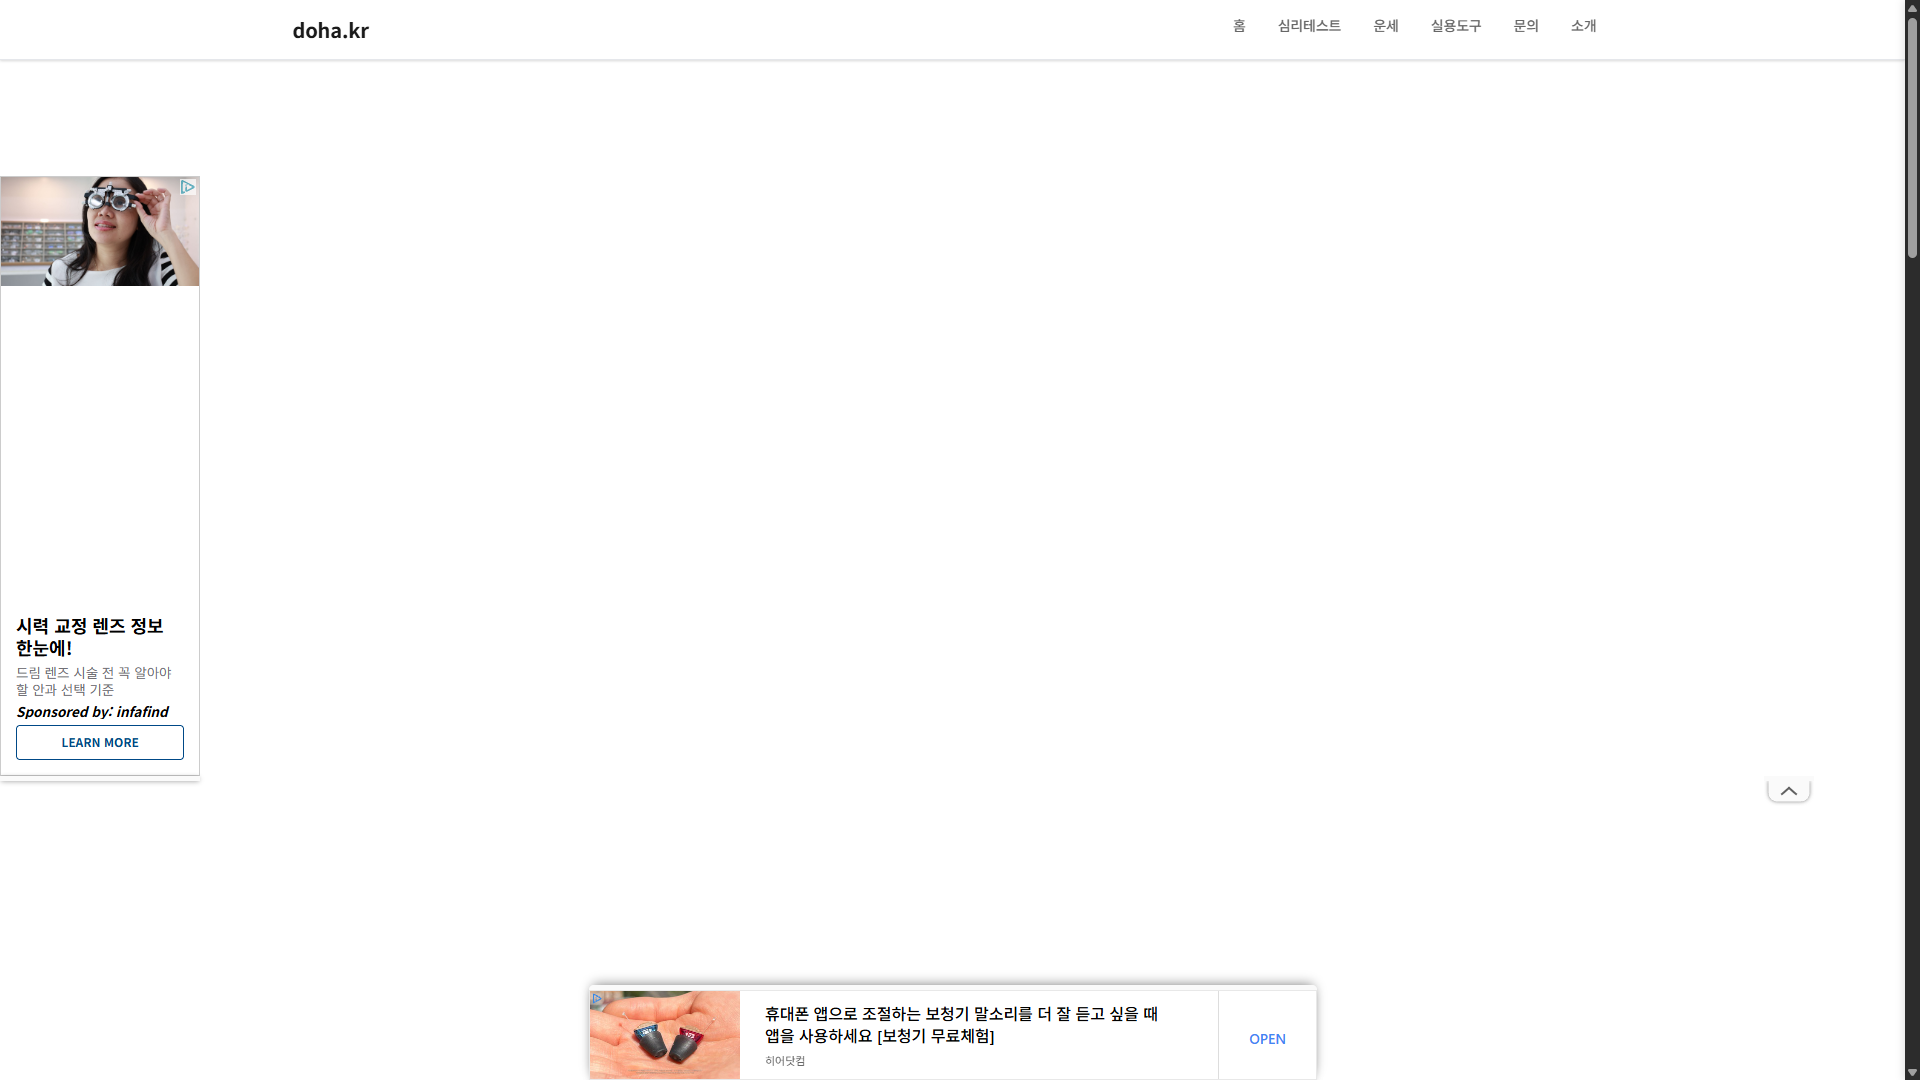 doha.kr
홈
심리테스트
운세
실용도구
문의
소개
시력 교정 렌즈 정보
한눈에!
드림 렌즈 시술 전 꼭 알아야
할 안과 선택 기준
Sponsored by: infafind
LEARN MORE
휴대폰 앱으로 조절하는 보청기 말소리를 더 잘 듣고 싶을 때
앱을 사용하세요 [보청기 무료체험]
히어닷컴
OPEN